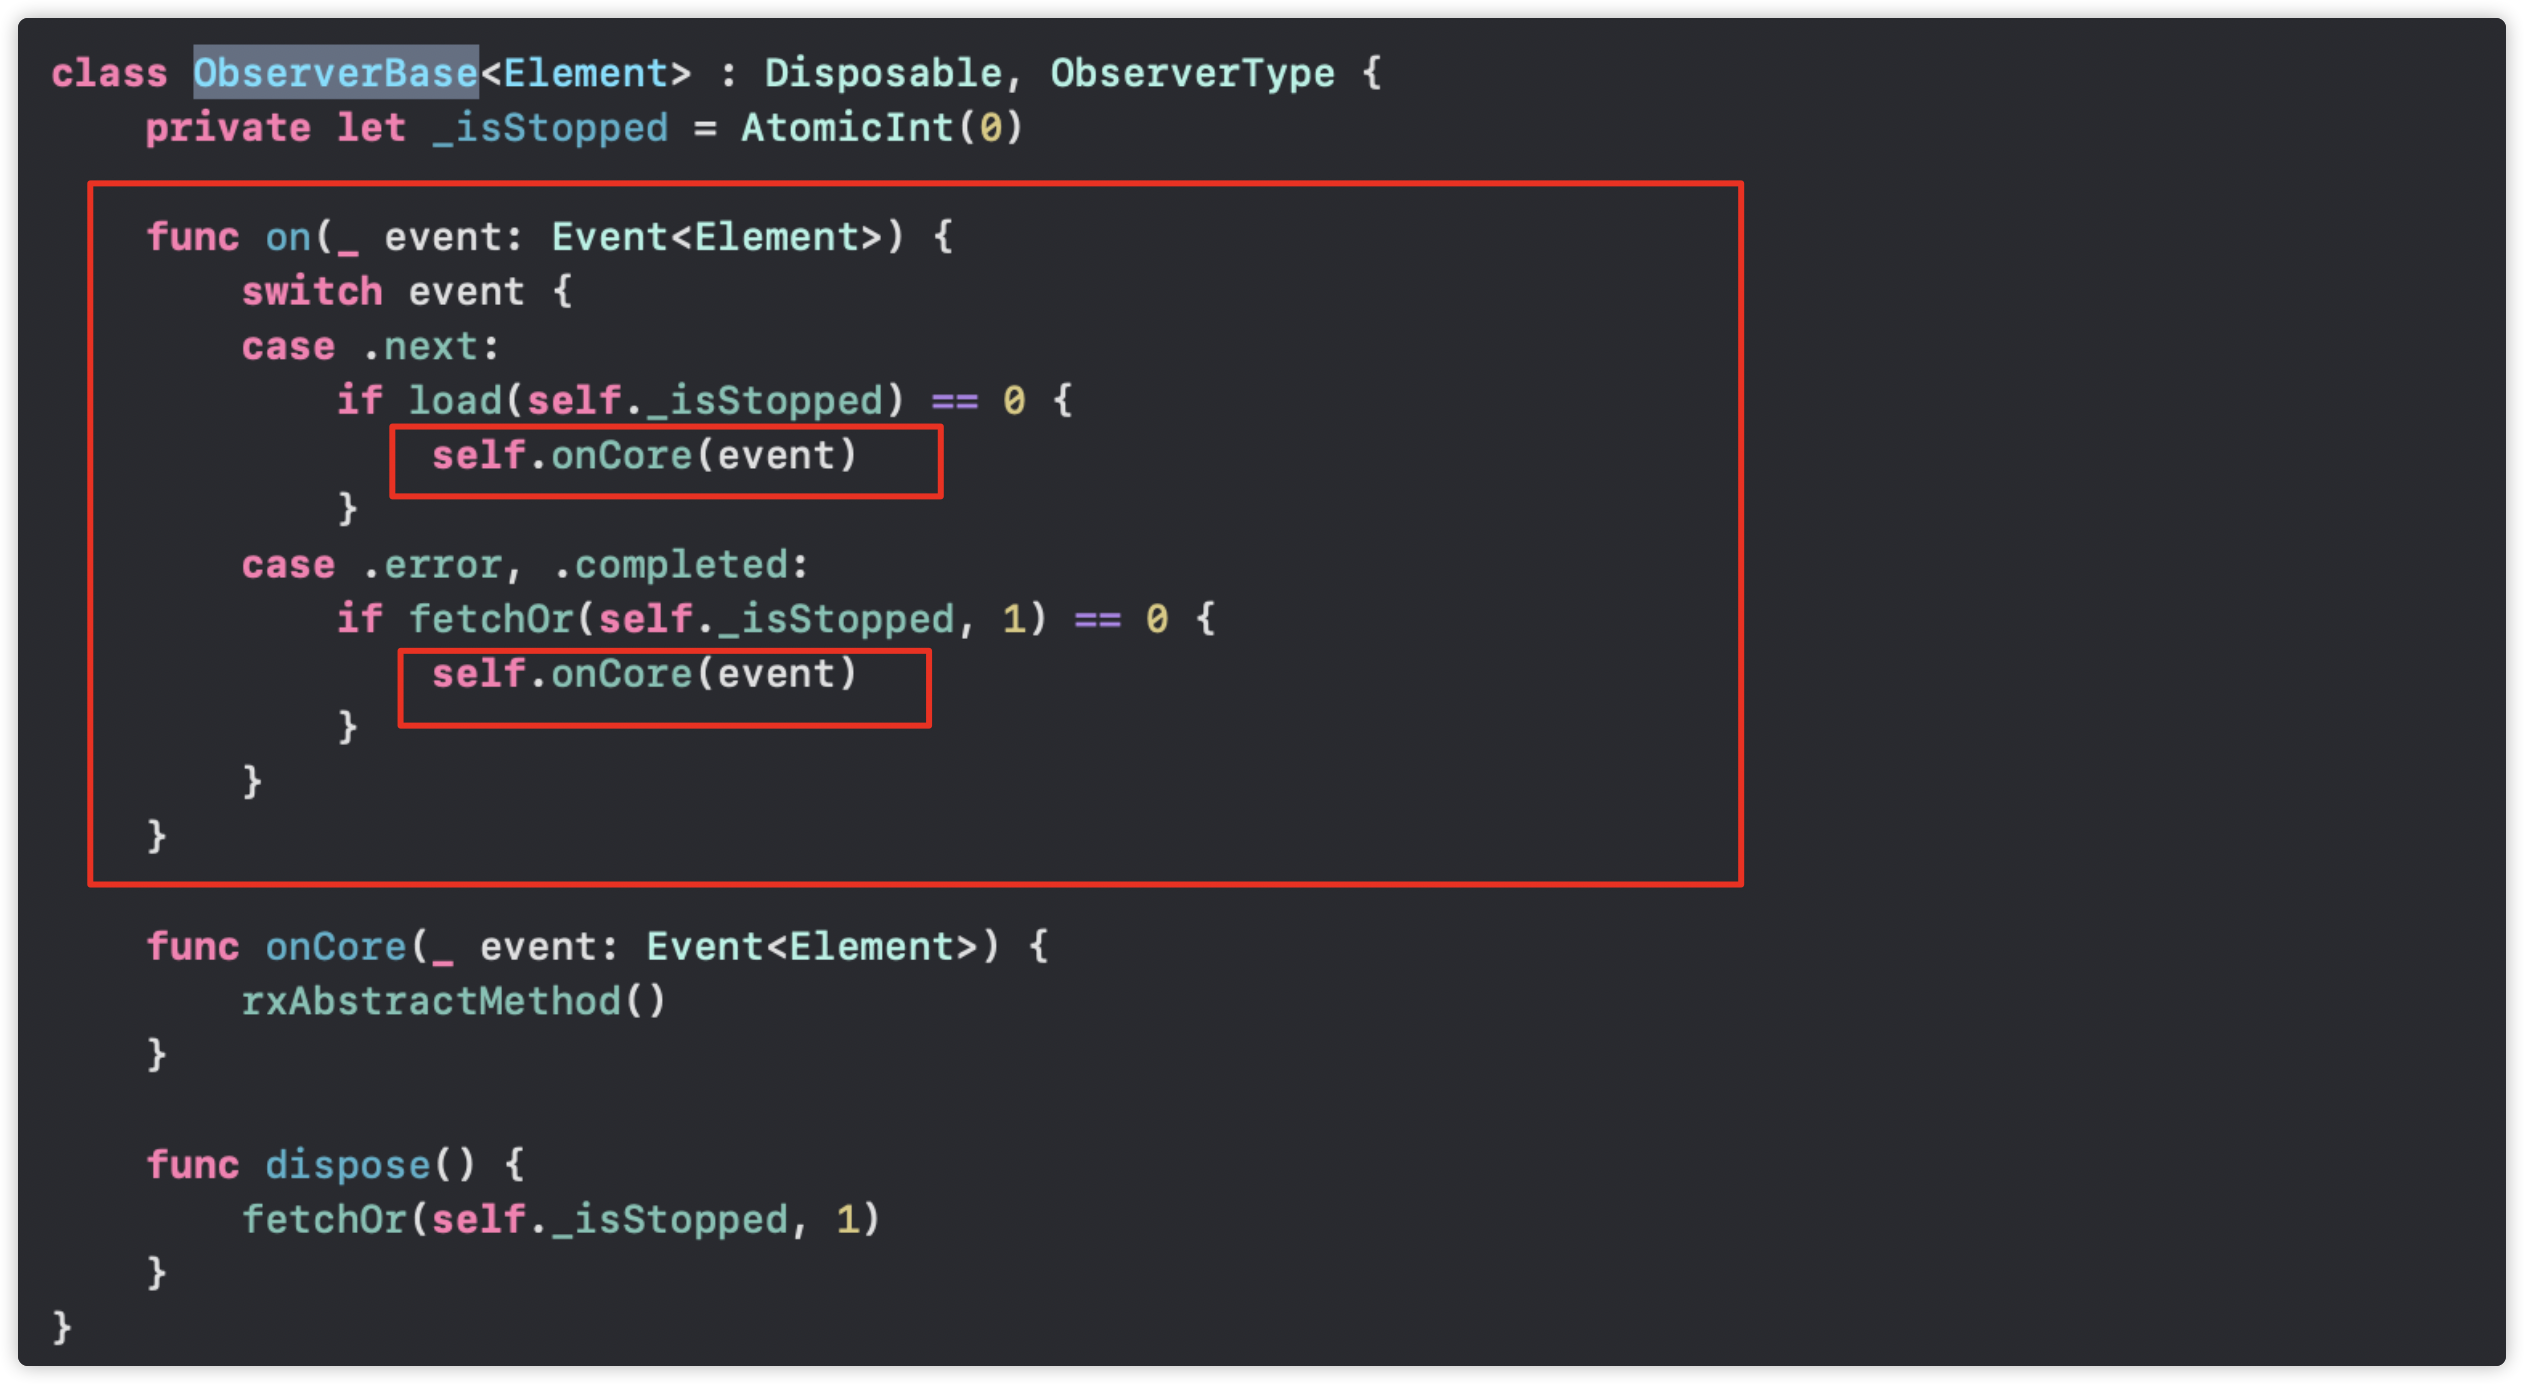 class ObserverBase<Element> : Disposable, ObserverType {
    private let _isStopped = AtomicInt(0)

    func on(_ event: Event<Element>) {
        switch event {
        case .next:
            if load(self._isStopped) == 0 {
                self.onCore(event)
            }
        case .error, .completed:
            if fetchOr(self._isStopped, 1) == 0 {
                self.onCore(event)
            }
        }
    }

    func onCore(_ event: Event<Element>) {
        rxAbstractMethod()
    }

    func dispose() {
        fetchOr(self._isStopped, 1)
    }
}